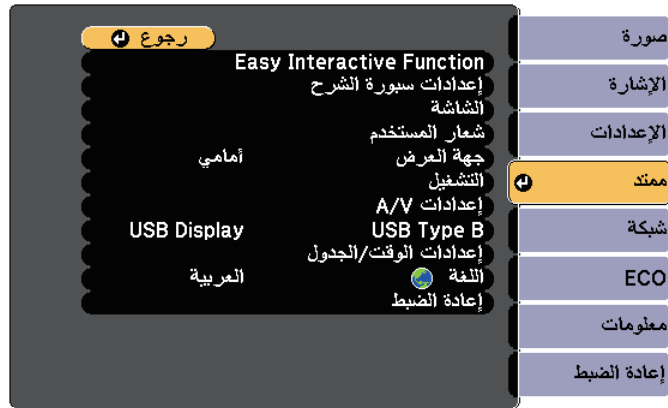 صورة
الإشارة
الإعدادات
ممتد
شبكة
ECO
معلومات
إعادة الضبط
رجوع
Easy Interactive Function
إعدادات سبورة الشرح
الشاشة
شعار المستخدم
جهة العرض أمامي
التشغيل
إعدادات A/V
USB Type B USB Display
إعدادات الوقت/الجدول
اللغة العربية
إعادة الضبط